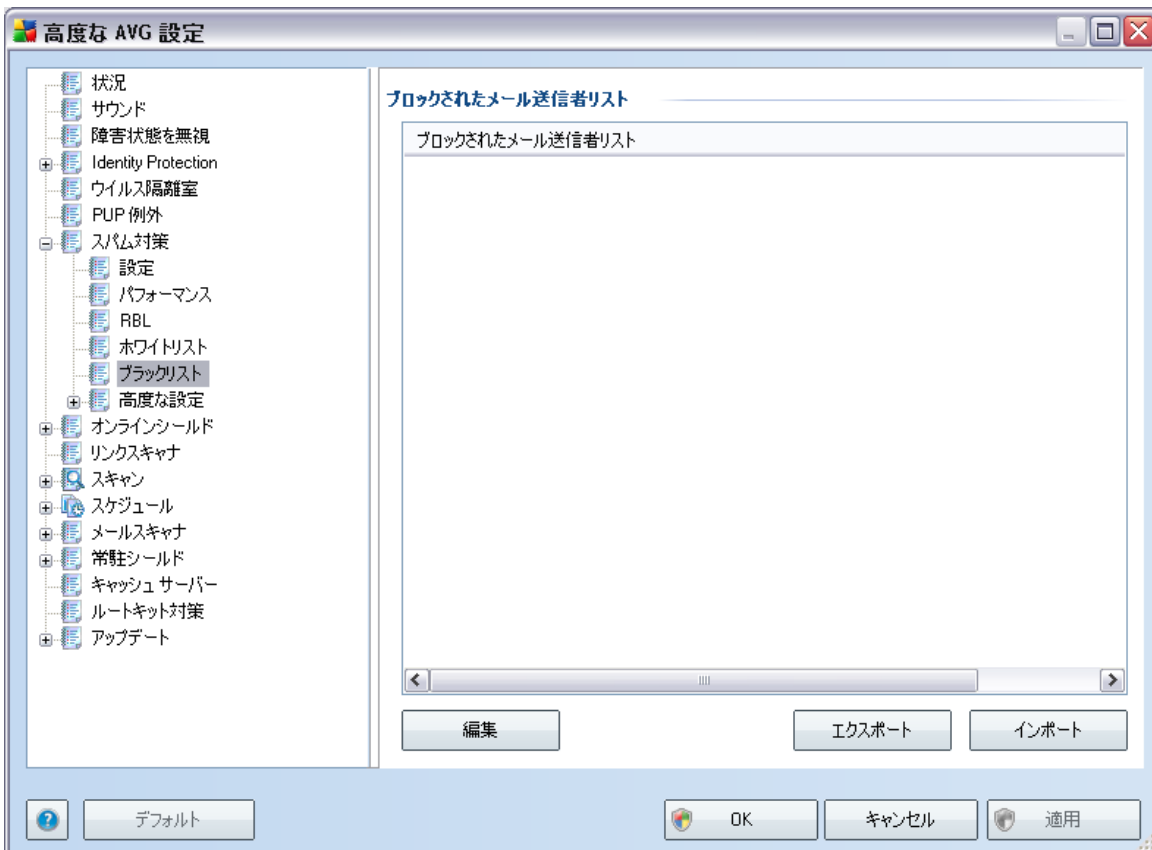 高度な AVG 設定
状況
サウンド
障害状態を無視
Identity Protection
ウイルス隔離室
PUP 例外
スパム対策
設定
パフォーマンス
RBL
ホワイトリスト
ブラックリスト
高度な設定
オンラインシールド
リンクスキャナ
スキャン
スケジュール
メールスキャナ
常駐シールド
キャッシュ サーバー
ルートキット対策
アップデート
ブロックされたメール送信者リスト
ブロックされたメール送信者リスト
編集
エクスポート
インポート
デフォルト
OK
キャンセル
適用